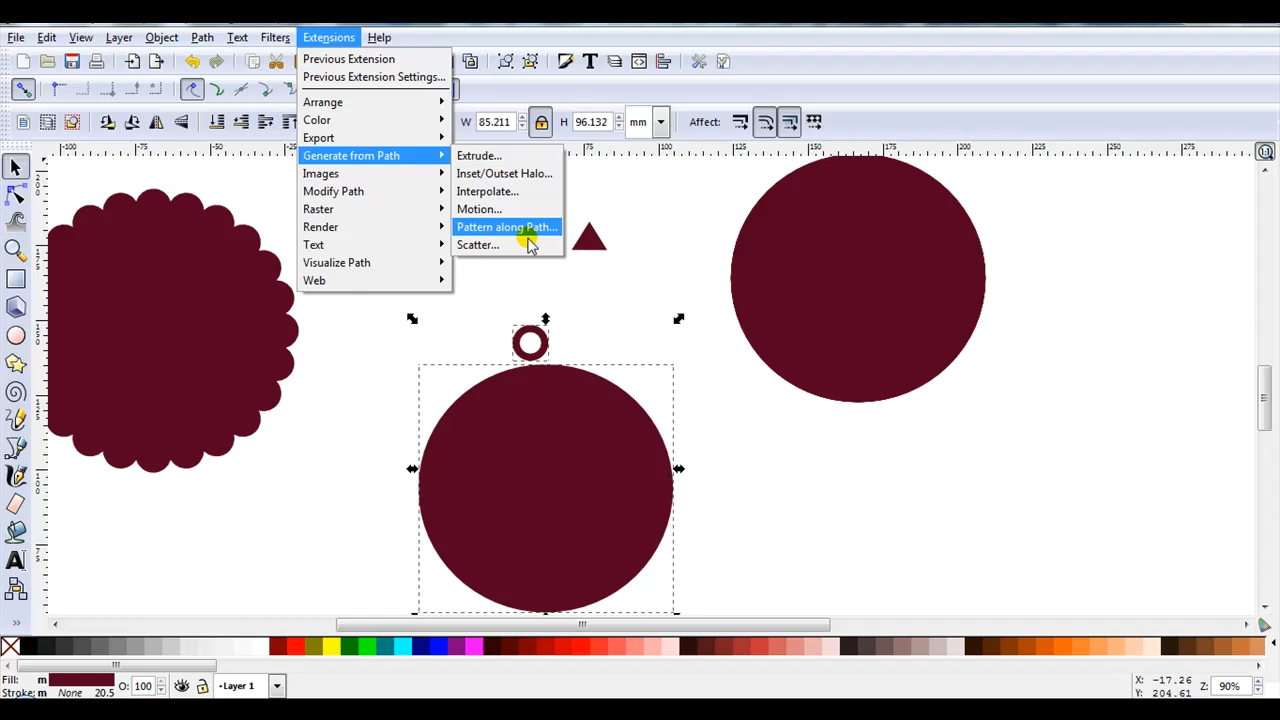 File Edit View Layer Object Path Text Filters Extensions Help
Previous Extension
Previous Extension Settings...
W 85.211 H 96.132 mm Affect:
Arrange
Color
Export
Generate from Path
Images
Modify Path
Raster
Render
Text
Visualize Path
Web
Extrude...
Inset/Outset Halo...
Interpolate...
Motion...
Pattern along Path...
Scatter...
Fill: m
Stroke: m None 20.5
O: 100
Layer 1
X: -17.26
Y: 204.61
Z: 90%